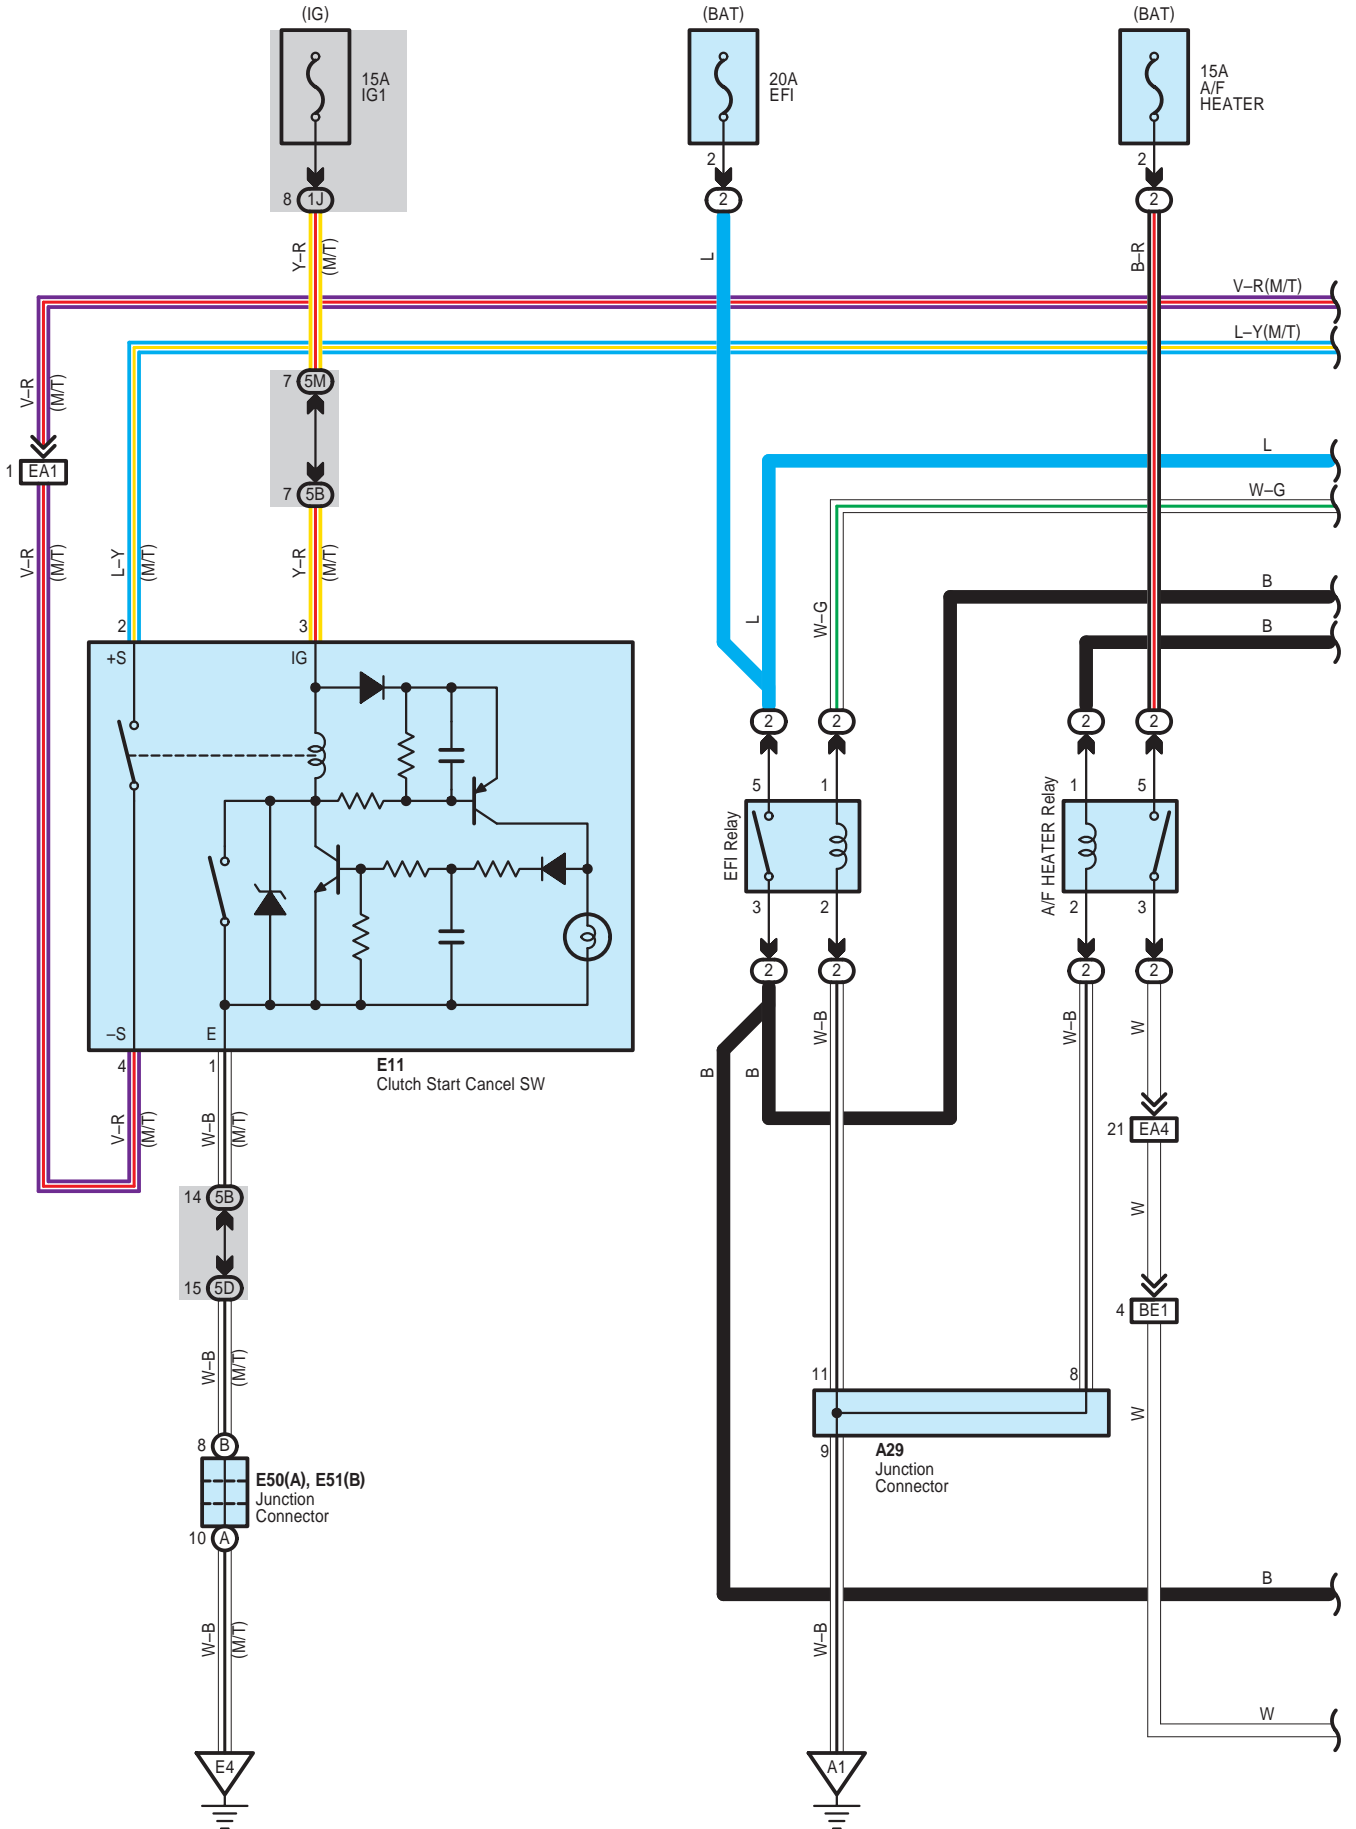 (IG)
(BAT)
(BAT)
15A
IG1
20A
EFI
15A
A/F
HEATER
2
2
8 1J
2
2
Y–R
(M/T)
L
B–R
V–R(M/T)
L–Y(M/T)
V–R
(M/T)
7 5M
L
1 EA1
7 5B
W–G
V–R
(M/T)
L–Y
(M/T)
Y–R
(M/T)
B
L
W–G
B
2
3
+S
IG
2
2
2
2
5
1
1
5
EFI Relay
A/F HEATER Relay
3
2
2
3
2
2
2
2
–S
E
W–B
W–B
W
4
1
E11
Clutch Start Cancel SW
B
B
V–R
(M/T)
W–B
(M/T)
21 EA4
14 5B
W
15 5D
4 BE1
W–B
(M/T)
11
8
W
8 B
9
A29
Junction
Connector
E50(A), E51(B)
Junction
Connector
10 A
B
W–B
(M/T)
W–B
W
E4
A1